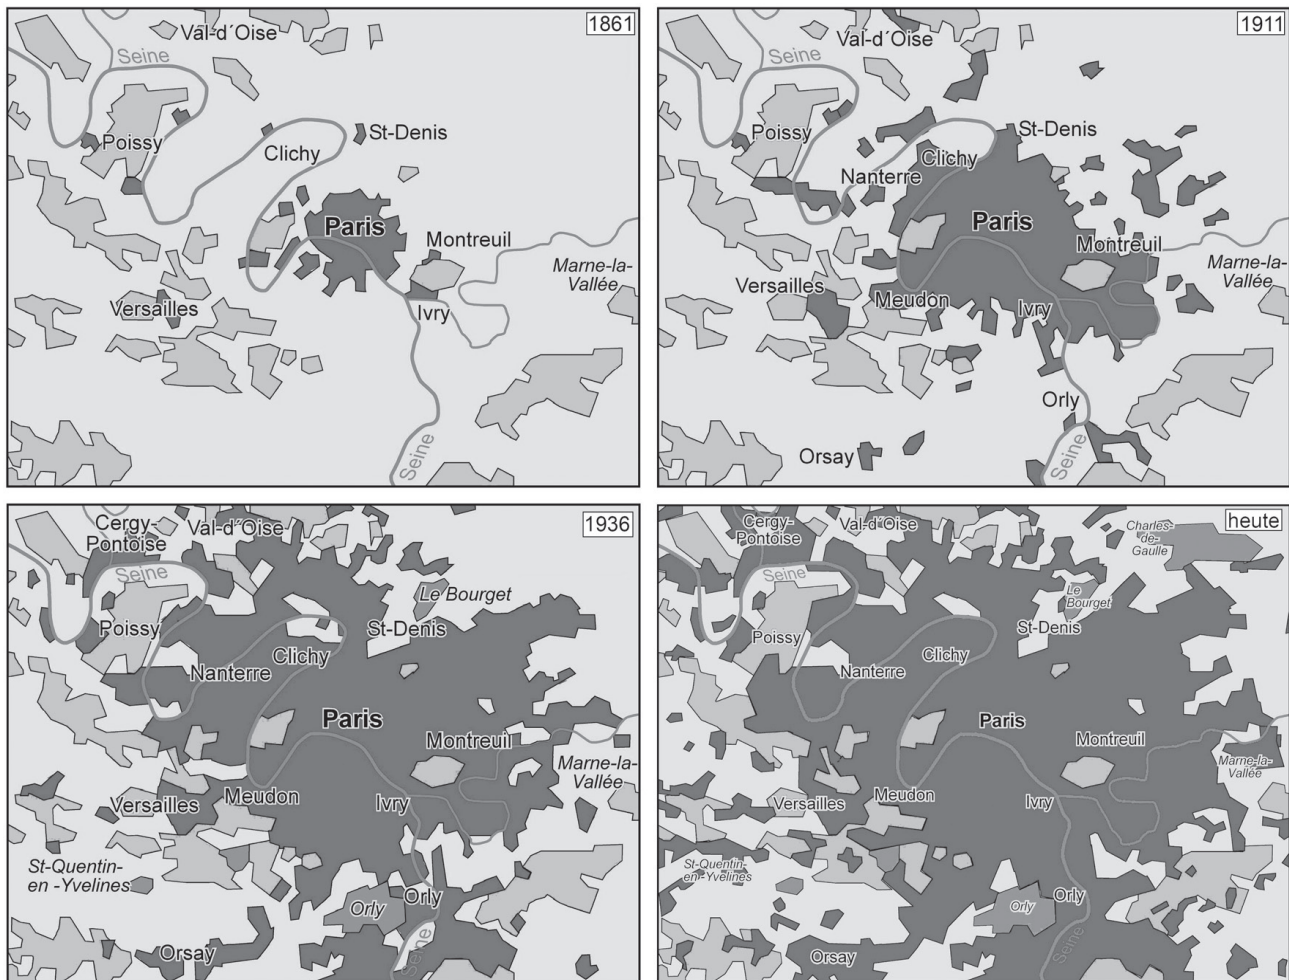 1861
Val-d´Oise
Seine
Poissy
St-Denis
Clichy
Paris
Montreuil
Marne-la-
Vallée
Versailles
Ivry
Seine
1911
Val-d´Oise
Seine
Poissy
St-Denis
Clichy
Nanterre
Paris
Montreuil
Marne-la-
Vallée
Versailles
Meudon
Ivry
Orly
Orsay
Seine
1936
Cergy-
Pontoise
Val-d´Oise
Seine
Le Bourget
Poissy
St-Denis
Clichy
Nanterre
Paris
Montreuil
Marne-la-
Vallée
Versailles
Meudon
Ivry
St-Quentin-
en -Yvelines
Orly
Orly
Seine
Orsay
heute
Cergy-
Pontoise
Val-d´Oise
Charles-
de-
Gaulle
Seine
Le
Bourget
Poissy
St-Denis
Clichy
Nanterre
Paris
Montreuil
Marne-la-
Vallée
Versailles
Meudon
Ivry
St-Quentin-
en-Yvelines
Orly
Orly
Seine
Orsay